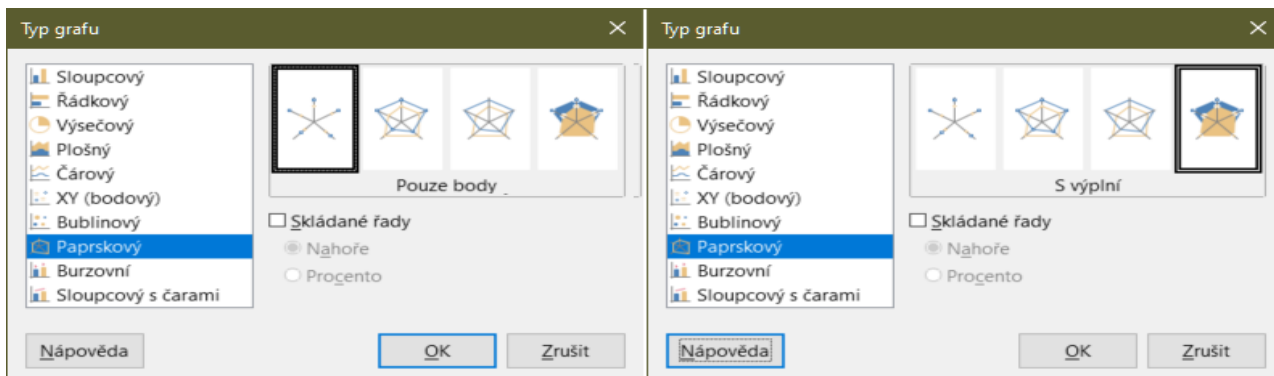 Typ grafu
Sloupcový
Řádkový
Výsečový
Plošný
Čárový
XY (bodový)
Bublinový
Paprskový
Burzovní
Sloupcový s čarami
Pouze body
Skládané řady
Nahoře
Procento
Nápověda
OK
Zrušit
Typ grafu
Sloupcový
Řádkový
Výsečový
Plošný
Čárový
XY (bodový)
Bublinový
Paprskový
Burzovní
Sloupcový s čarami
S výplní
Skládané řady
Nahoře
Procento
Nápověda
OK
Zrušit